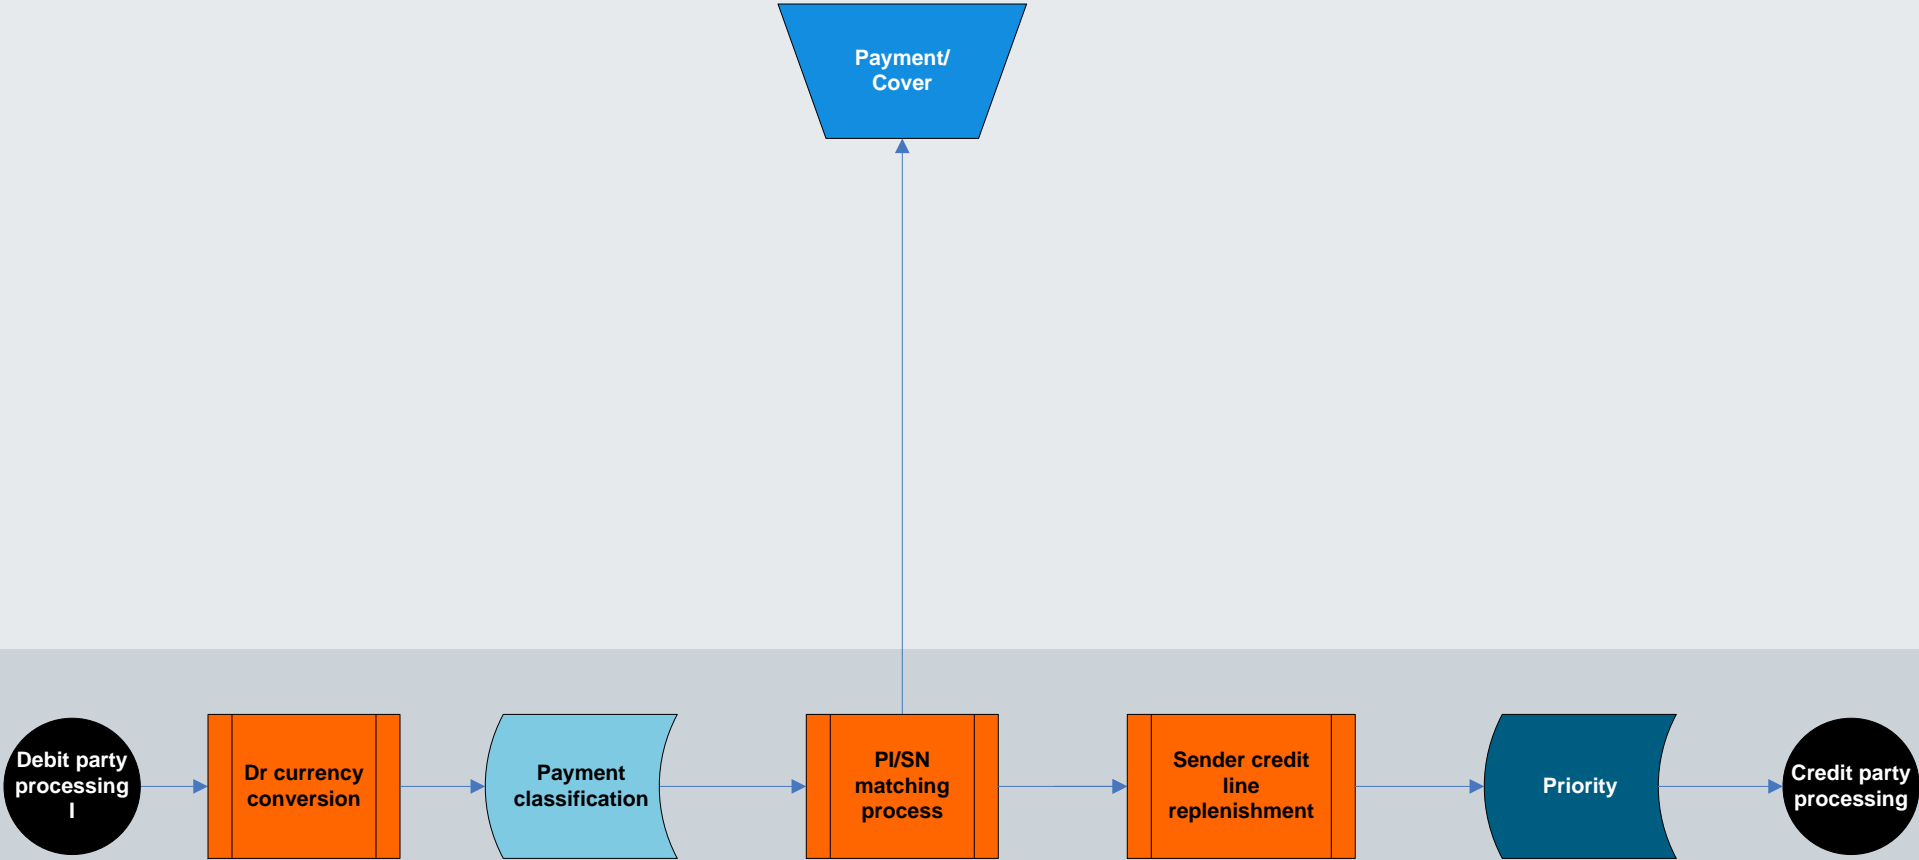 Payment/
Cover
Debit party
processing
I
Dr currency
conversion
Payment
classification
PI/SN
matching
process
Sender credit
line
replenishment
Priority
Credit party
processing